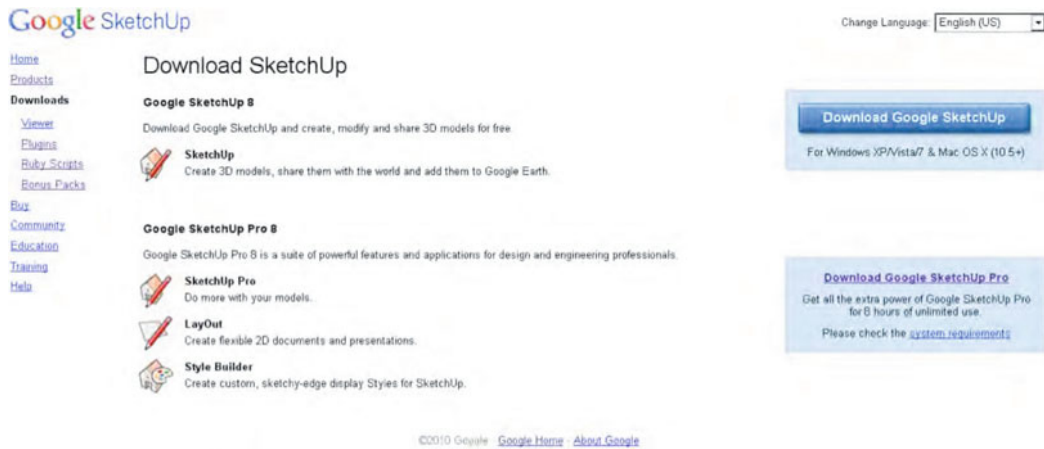 Google SketchUp
Change Language: English (US)
Home
Products
Downloads
Viewer
Plugins
Ruby Scripts
Bonus Packs
Buy
Community
Education
Training
Help
Download SketchUp
Google SketchUp 8
Download Google SketchUp and create, modify and share 3D models for free.
SketchUp
Create 3D models, share them with the world and add them to Google Earth.
Download Google SketchUp
For Windows XP/Vista/7 & Mac OS X (10.5+)
Google SketchUp Pro 8
Google SketchUp Pro 8 is a suite of powerful features and applications for design and engineering professionals.
SketchUp Pro
Do more with your models.
LayOut
Create flexible 2D documents and presentations.
Style Builder
Create custom, sketchy-edge display Styles for SketchUp.
Download Google SketchUp Pro
Get all the extra power of Google SketchUp Pro
for 8 hours of unlimited use.
Please check the system requirements
©2010 Google - Google Home - About Google